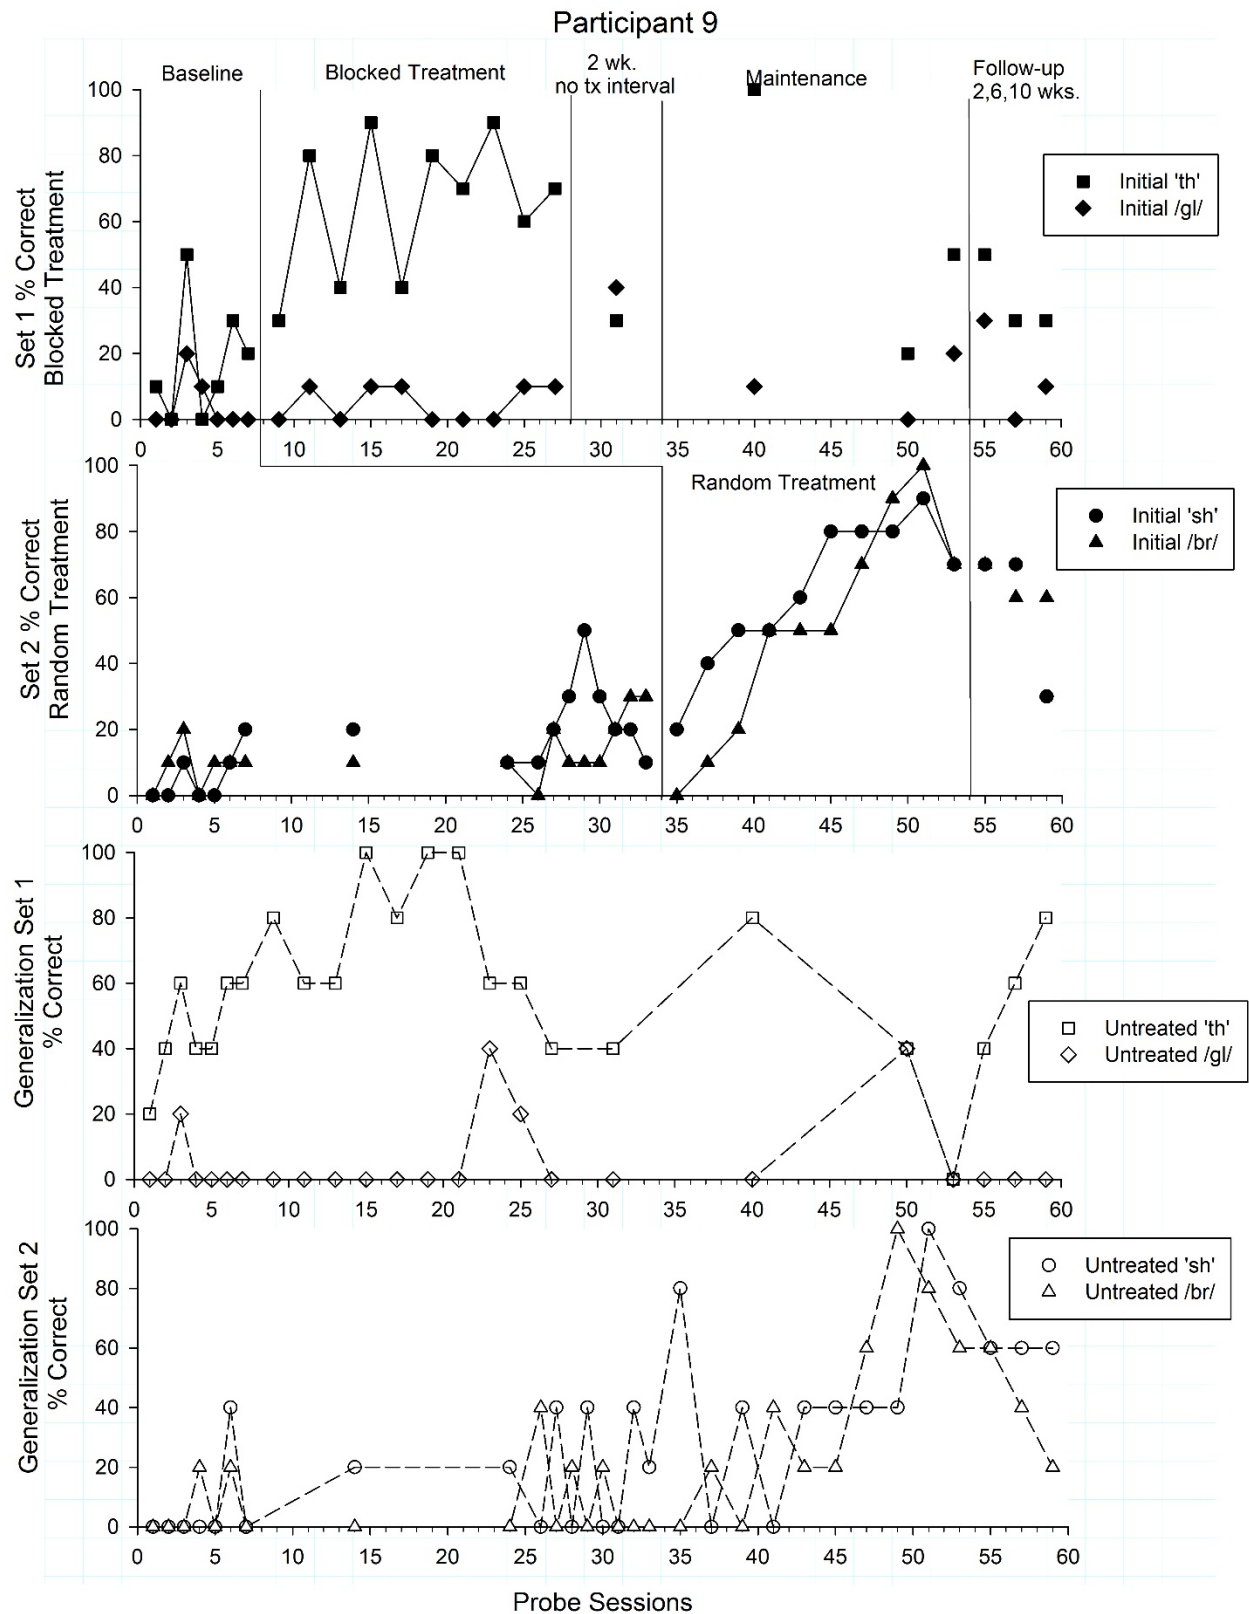 Participant 9
Baseline
Blocked Treatment
2 wk.
no tx interval
Maintenance
Follow-up
2,6,10 wks.
Set 1 % Correct
Blocked Treatment
100
80
60
40
20
0
0 5 10 15 20 25 30 35 40 45 50 55 60
Initial 'th'
Initial /gl/
Set 2 % Correct
Random Treatment
Random Treatment
100
80
60
40
20
0
0 5 10 15 20 25 30 35 40 45 50 55 60
Initial 'sh'
Initial /br/
Generalization Set 1
% Correct
100
80
60
40
20
0
0 5 10 15 20 25 30 35 40 45 50 55 60
Untreated 'th'
Untreated /gl/
Generalization Set 2
% Correct
100
80
60
40
20
0
0 5 10 15 20 25 30 35 40 45 50 55 60
Untreated 'sh'
Untreated /br/
Probe Sessions